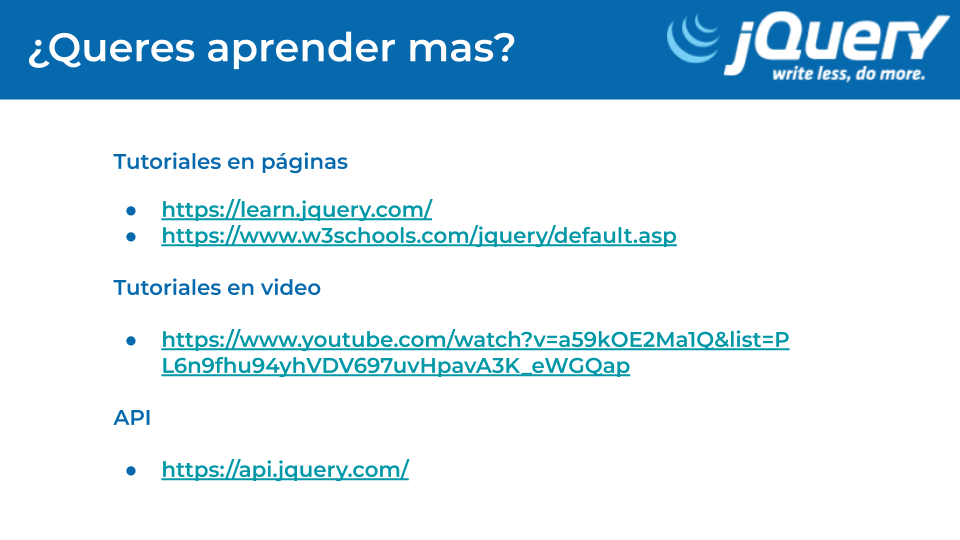 ¿Queres aprender mas?
jQuery
write less, do more.
Tutoriales en páginas
● https://learn.jquery.com/
● https://www.w3schools.com/jquery/default.asp
Tutoriales en video
● https://www.youtube.com/watch?v=a59kOE2Ma1Q&list=P
L6n9fhu94yhVDV697uvHpavA3K_eWGQap
API
● https://api.jquery.com/